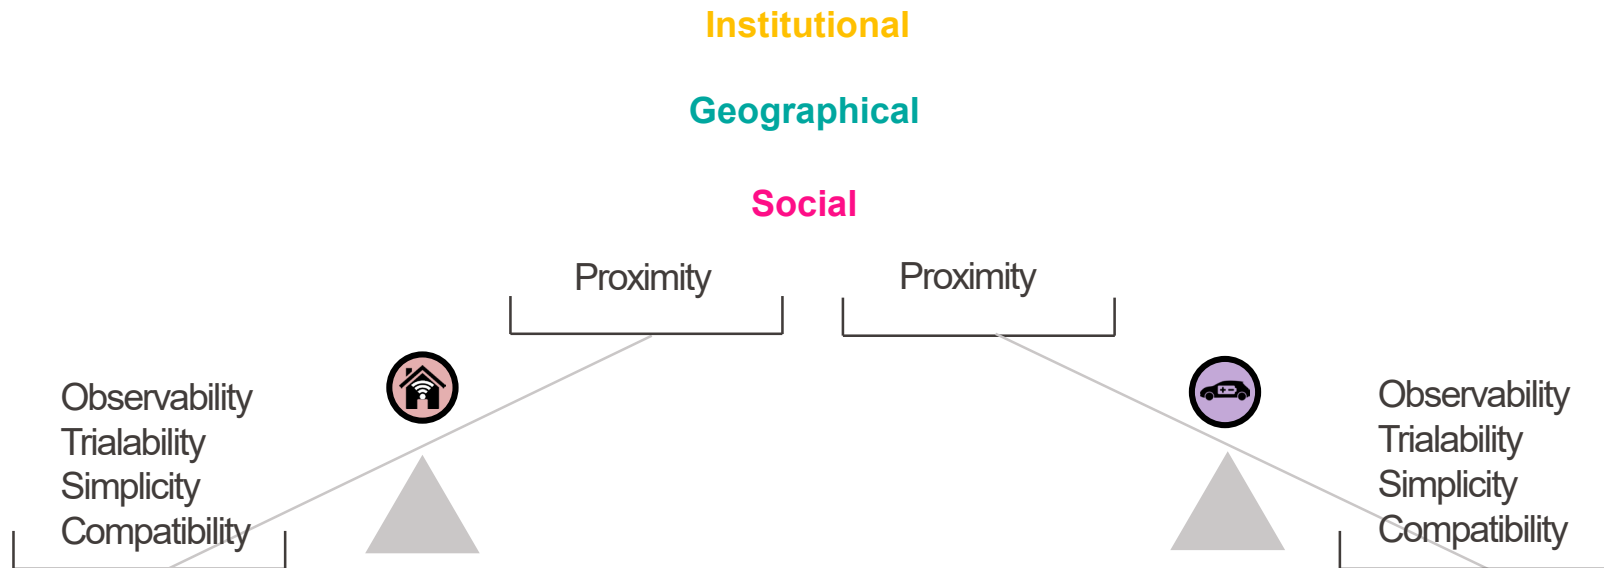 Institutional
Geographical
Social
Proximity
Proximity
Observability
Trialability
Simplicity
Compatibility
Observability
Trialability
Simplicity
Compatibility